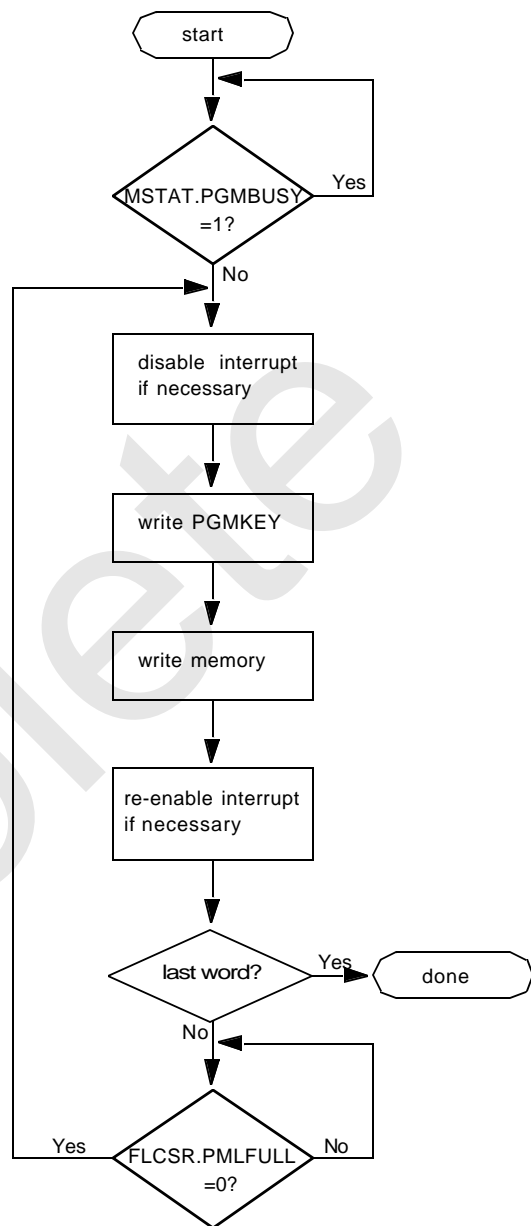 start
MSTAT.PGMBUSY
=1?
Yes
No
disable interrupt
if necessary
write PGMKEY
write memory
re-enable interrupt
if necessary
last word?
Yes
done
No
FLCSR.PMLFULL
=0?
Yes
No
lete